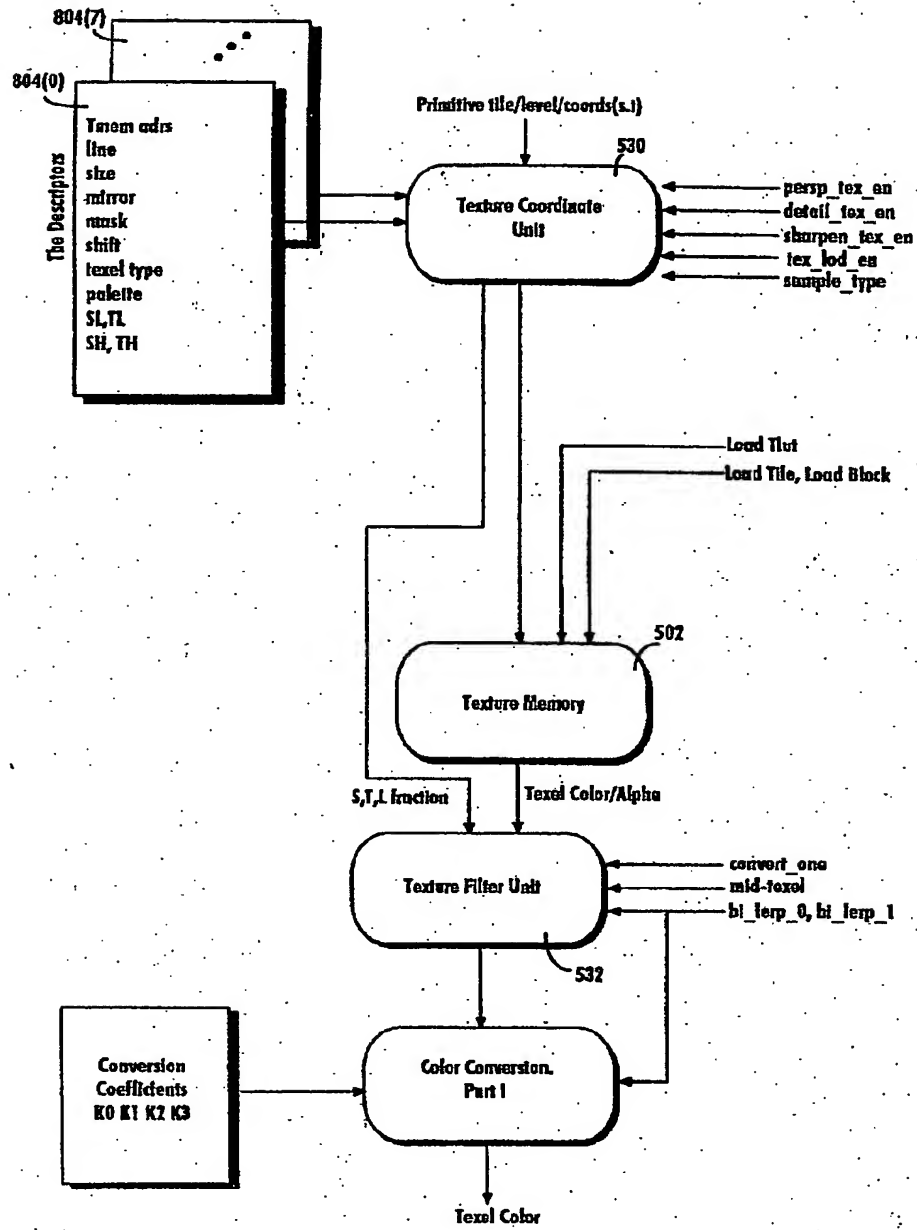 804(7)
804(0)
Tmem adrs
line
size
mirror
mask
shift
texel type
palette
SL,TL
SH, TH
The Descriptors
Primitive tile/level/coords(s.t)
530
Texture Coordinate
Unit
persp_tex_en
detail_tex_en
sharpen_tex_en
tex_lod_en
sample_type
Load Tlut
Load Tile, Load Block
502
Texture Memory
S,T,L fraction
Texel Color/Alpha
Texture Filter Unit
convert_one
mid-texel
bi_lerp_0, bi_lerp_1
532
Conversion
Coefficients
K0 K1 K2 K3
Color Conversion.
Part I
Texel Color